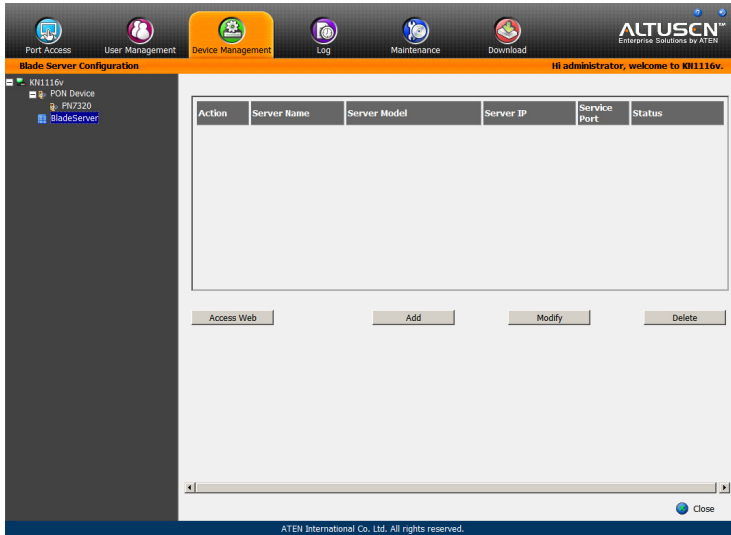 Port Access
User Management
Device Management
Log
Maintenance
Download
ALTUSCN™
Enterprise Solutions by ATEN
Blade Server Configuration
Hi administrator, welcome to KN1116v.
KN1116v
PON Device
PN7320
BladeServer
Action
Server Name
Server Model
Server IP
Service
Port
Status
Access Web
Add
Modify
Delete
Close
ATEN International Co. Ltd. All rights reserved.